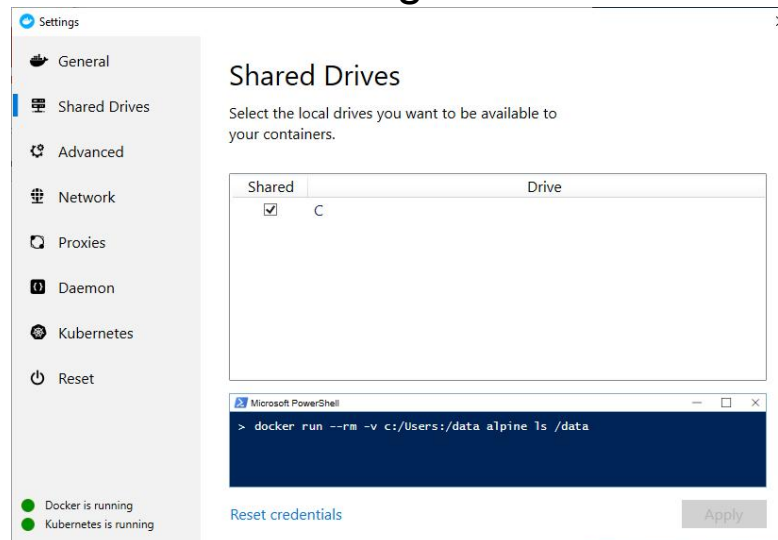 Settings
General
Shared Drives
Advanced
Network
Proxies
Daemon
Kubernetes
Reset
Docker is running
Kubernetes is running
Shared Drives
Select the local drives you want to be available to
your containers.
Shared Drive
C
Microsoft PowerShell
> docker run --rm -v c:/Users:/data alpine ls /data
Reset credentials
Apply